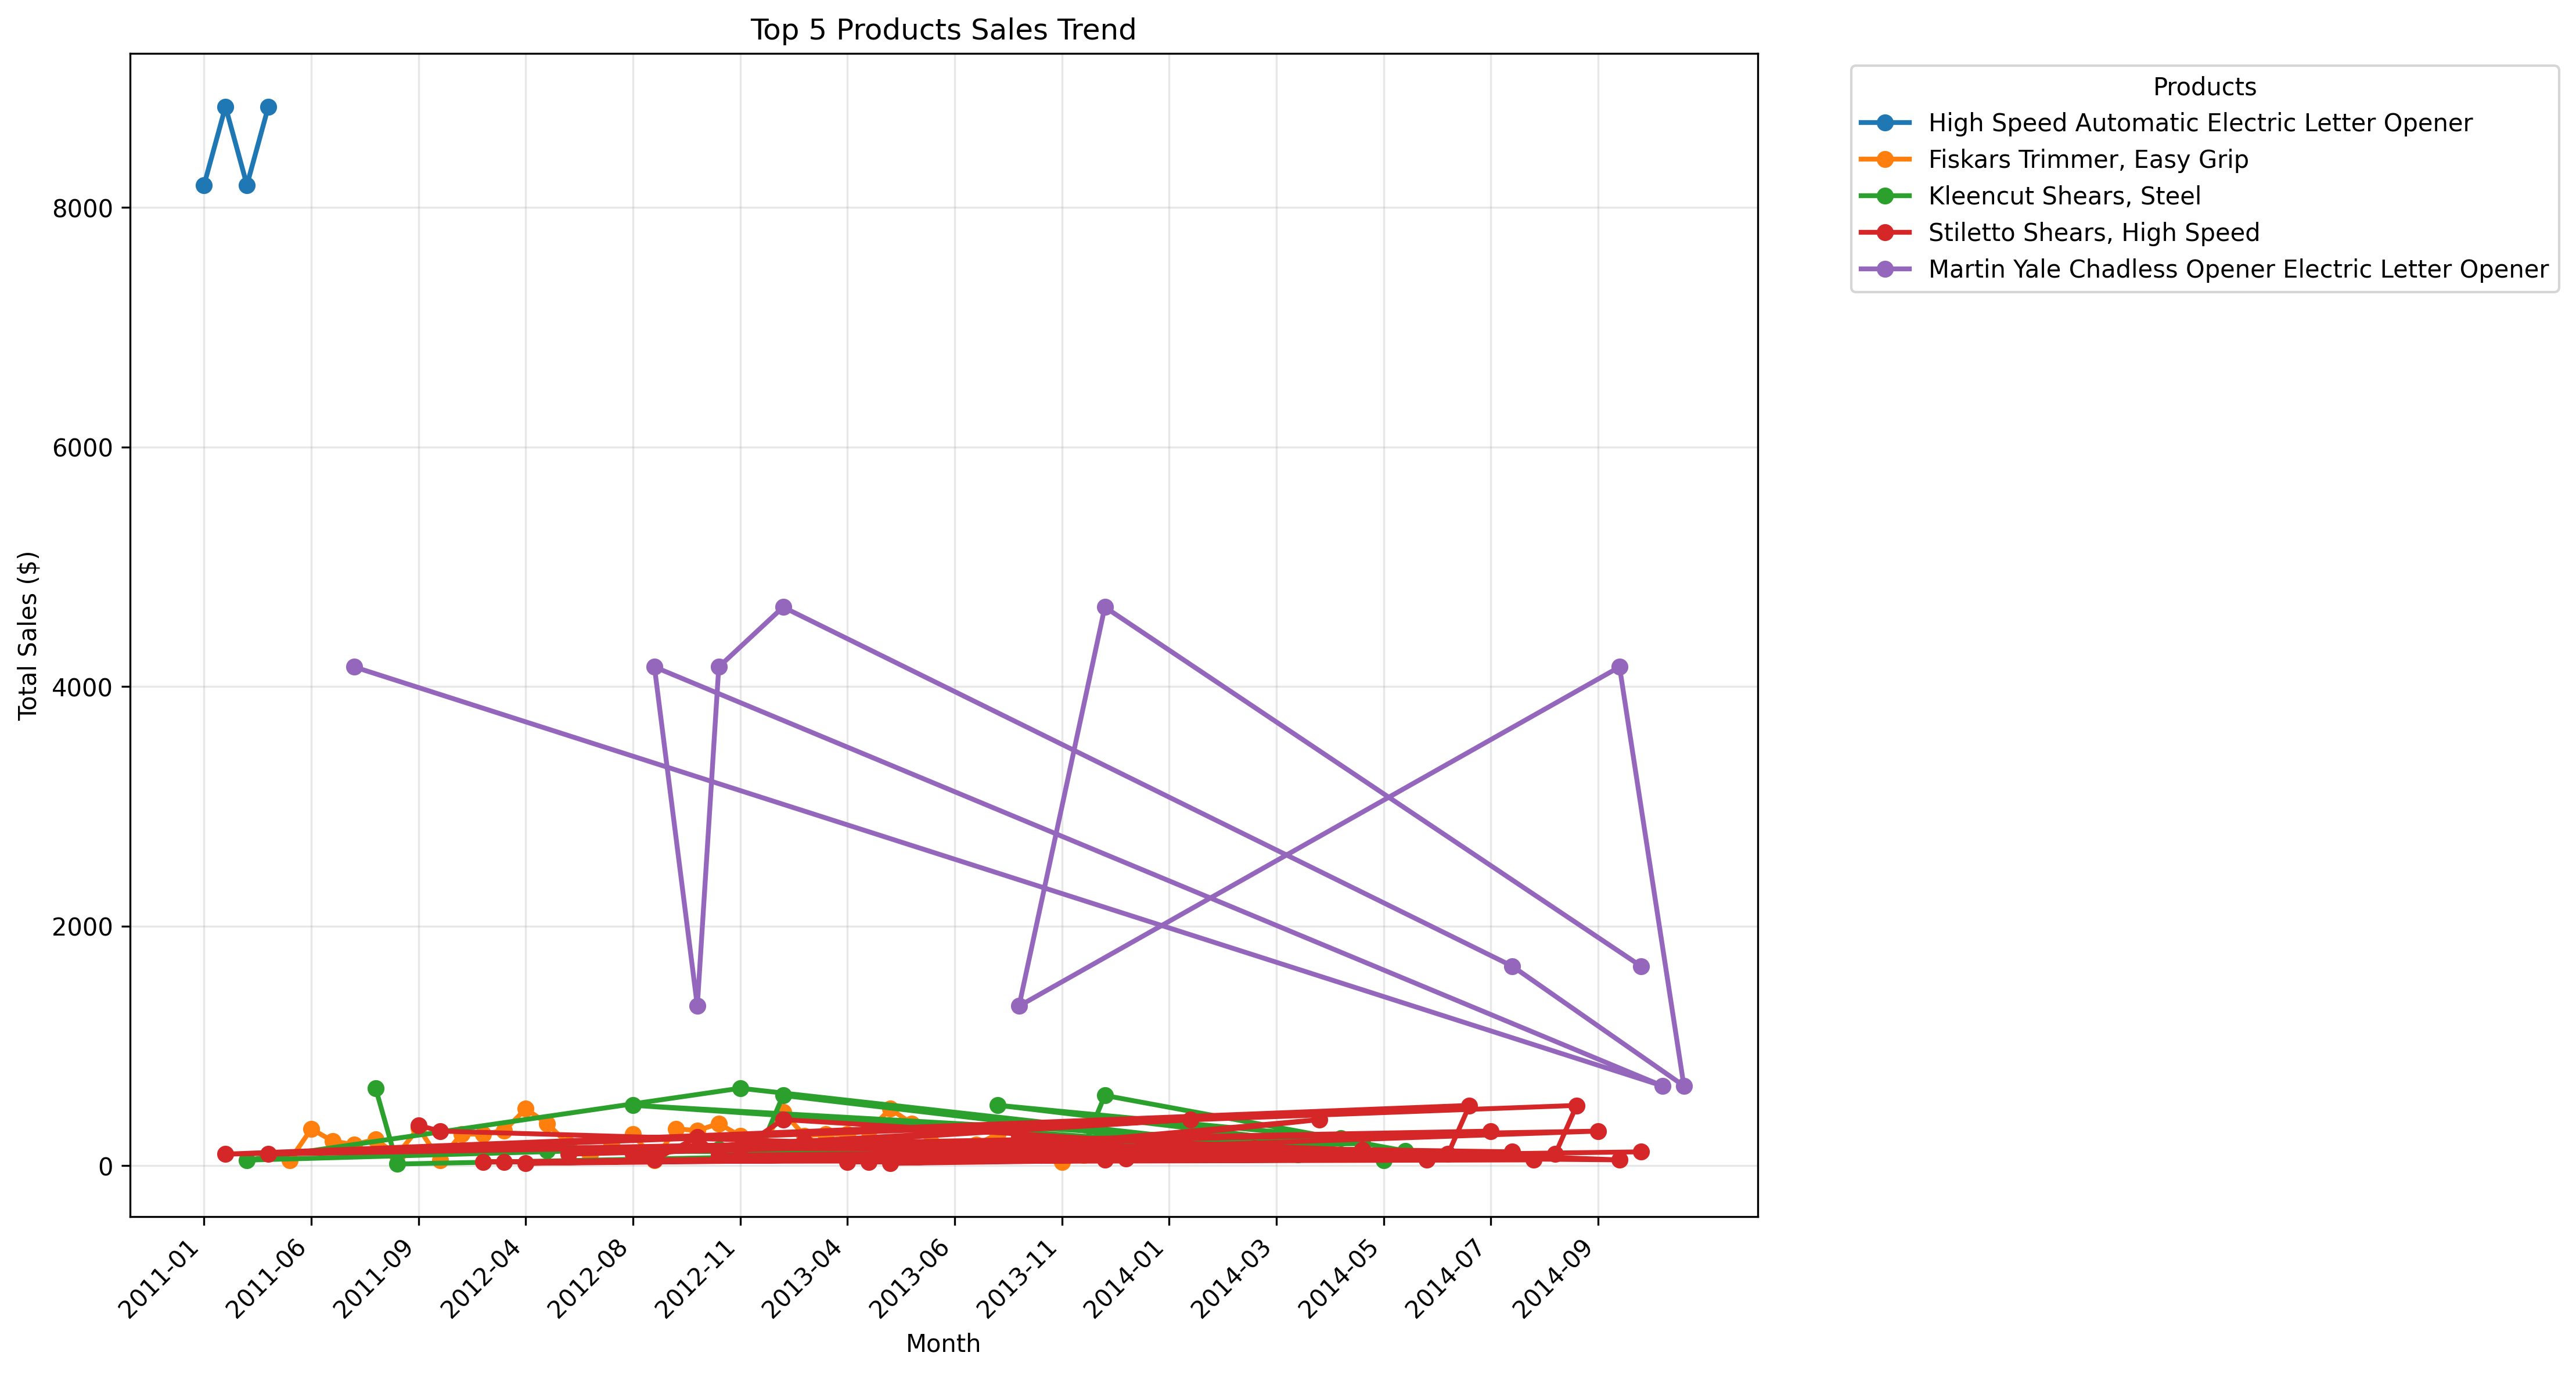 Top 5 Products Sales Trend
Products
High Speed Automatic Electric Letter Opener
Fiskars Trimmer, Easy Grip
Kleencut Shears, Steel
Stiletto Shears, High Speed
Martin Yale Chadless Opener Electric Letter Opener
Total Sales ($)
8000
6000
4000
2000
0
2011-01
2011-06
2011-09
2012-04
2012-08
2012-11
2013-04
2013-06
2013-11
2014-01
2014-03
2014-05
2014-07
2014-09
Month